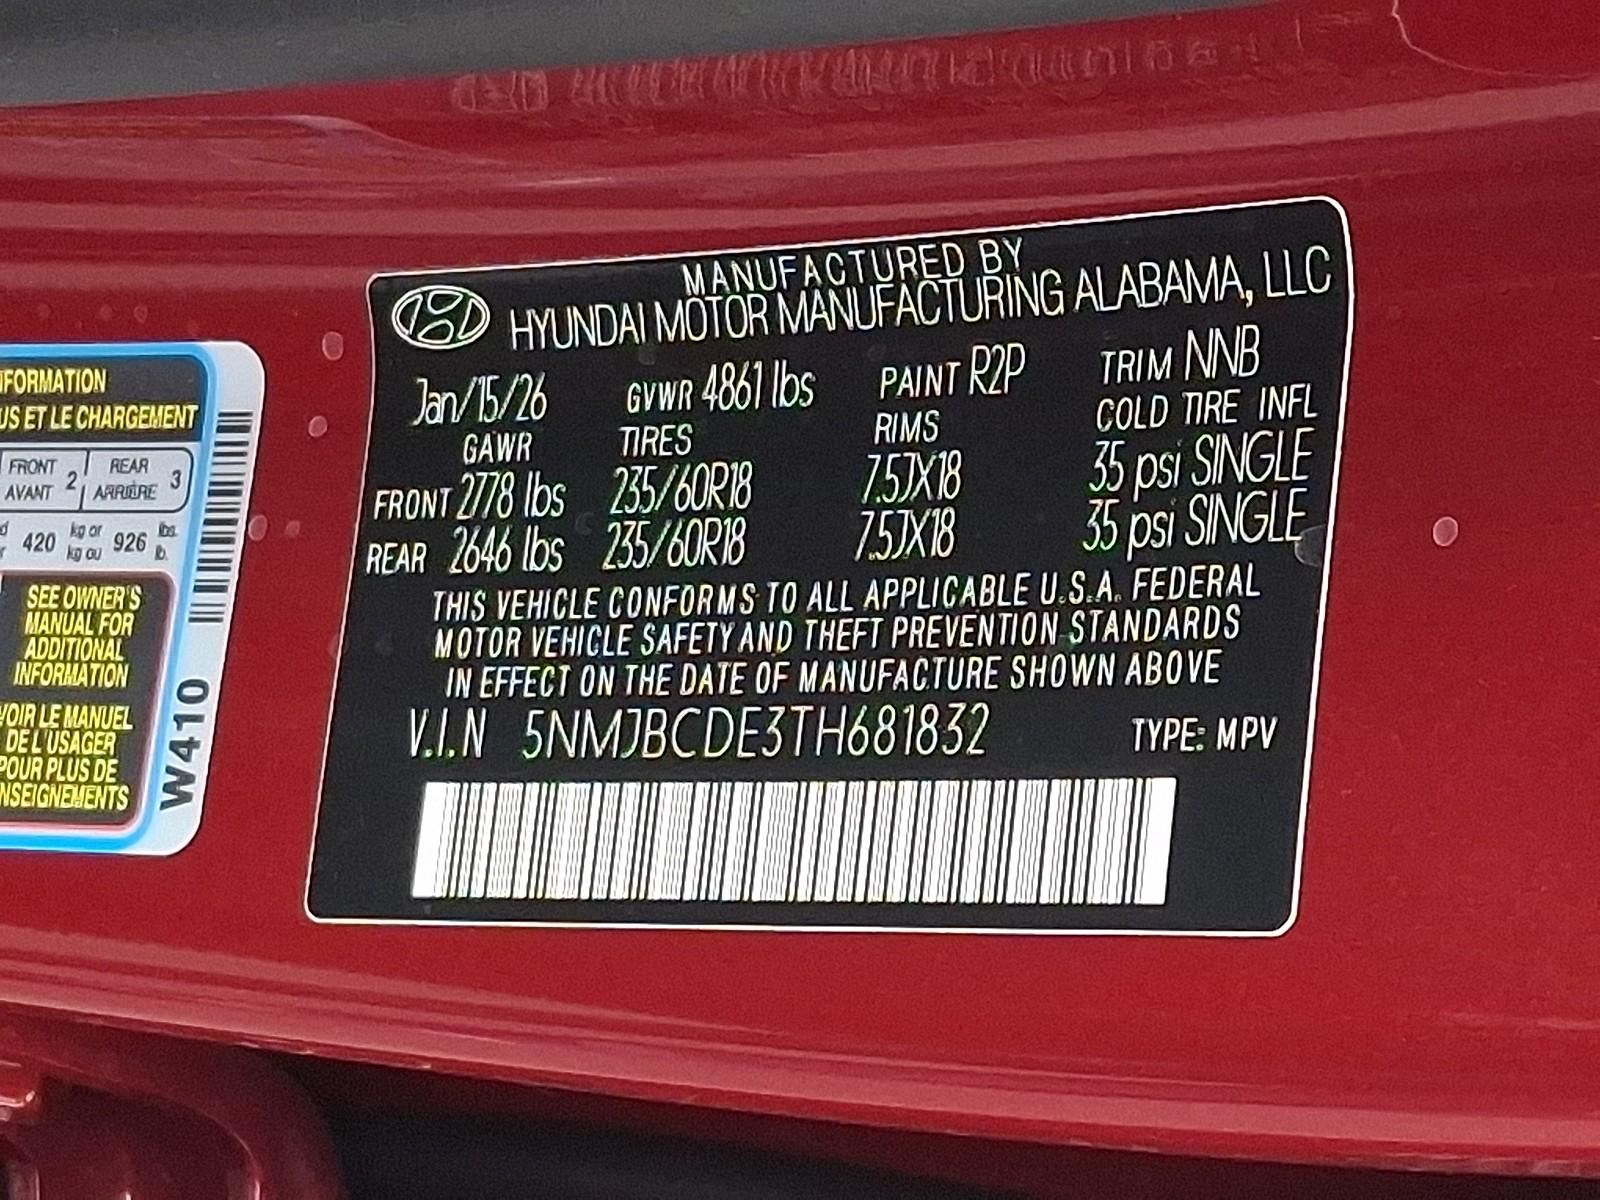 MANUFACTURED BY
HYUNDAI MOTOR MANUFACTURING ALABAMA, LLC
Jan/15/26 GVWR 4861 lbs PAINT R2P TRIM NNB
GAWR TIRES RIMS COLD TIRE INFL
FRONT 2778 lbs 235/60R18 7.5JX18 35 psi SINGLE
REAR 2646 lbs 235/60R18 7.5JX18 35 psi SINGLE
THIS VEHICLE CONFORMS TO ALL APPLICABLE U.S.A. FEDERAL
MOTOR VEHICLE SAFETY AND THEFT PREVENTION STANDARDS
IN EFFECT ON THE DATE OF MANUFACTURE SHOWN ABOVE
V.I.N 5NMJBCDE3TH681832 TYPE: MPV
NFORMATION
US ET LE CHARGEMENT
FRONT 2 REAR 3
AVANT ARRIÈRE
420 kg or 926 lbs.
kg ou lb.
SEE OWNER'S
MANUAL FOR
ADDITIONAL
INFORMATION
VOIR LE MANUEL
DE L'USAGER
POUR PLUS DE
NSEIGNEMENTS
W410